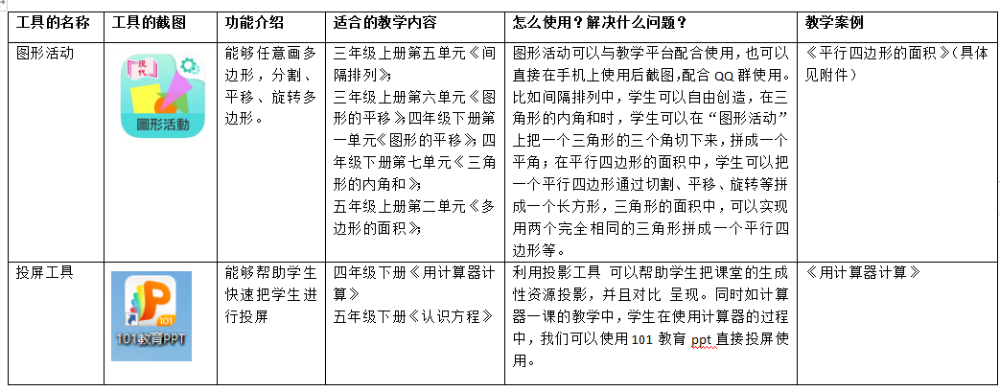 工具的名称 工具的截图 功能介绍 适合的教学内容 怎么使用？解决什么问题？ 教学案例
图形活动
現代
圖形活動
能够任意画多
边形，分割、
平移、旋转多
边形。
三年级上册第五单元《间
隔排列》；
三年级上册第六单元《图
形的平移》；四年级下册第
一单元《图形的平移》；四
年级下册第七单元《三角
形的内角和》；
五年级上册第二单元《多
边形的面积》；
图形活动可以与教学平台配合使用，也可以
直接在手机上使用后截图，配合 QQ 群使用。
比如间隔排列中，学生可以自由创造，在三
角形的内角和时，学生可以在“图形活动”
上把一个三角形的三个角切下来，拼成一个
平角；在平行四边形的面积中，学生可以把
一个平行四边形通过切割、平移、旋转等拼
成一个长方形，三角形的面积中，可以实现
用两个完全相同的三角形拼成一个平行四
边形等。
《平行四边形的面积》（具体
见附件）
投屏工具
101
101教育PPT
能够帮助学生
快速把学生进
行投屏
四年级下册《用计算器计
算》
五年级下册《认识方程》
利用投影工具 可以帮助学生把课堂的生成
性资源投影，并且对比 呈现。同时如计算
器一课的教学中，学生在使用计算器的过程
中，我们可以使用 101 教育 ppt 直接投屏使
用。
《用计算器计算》